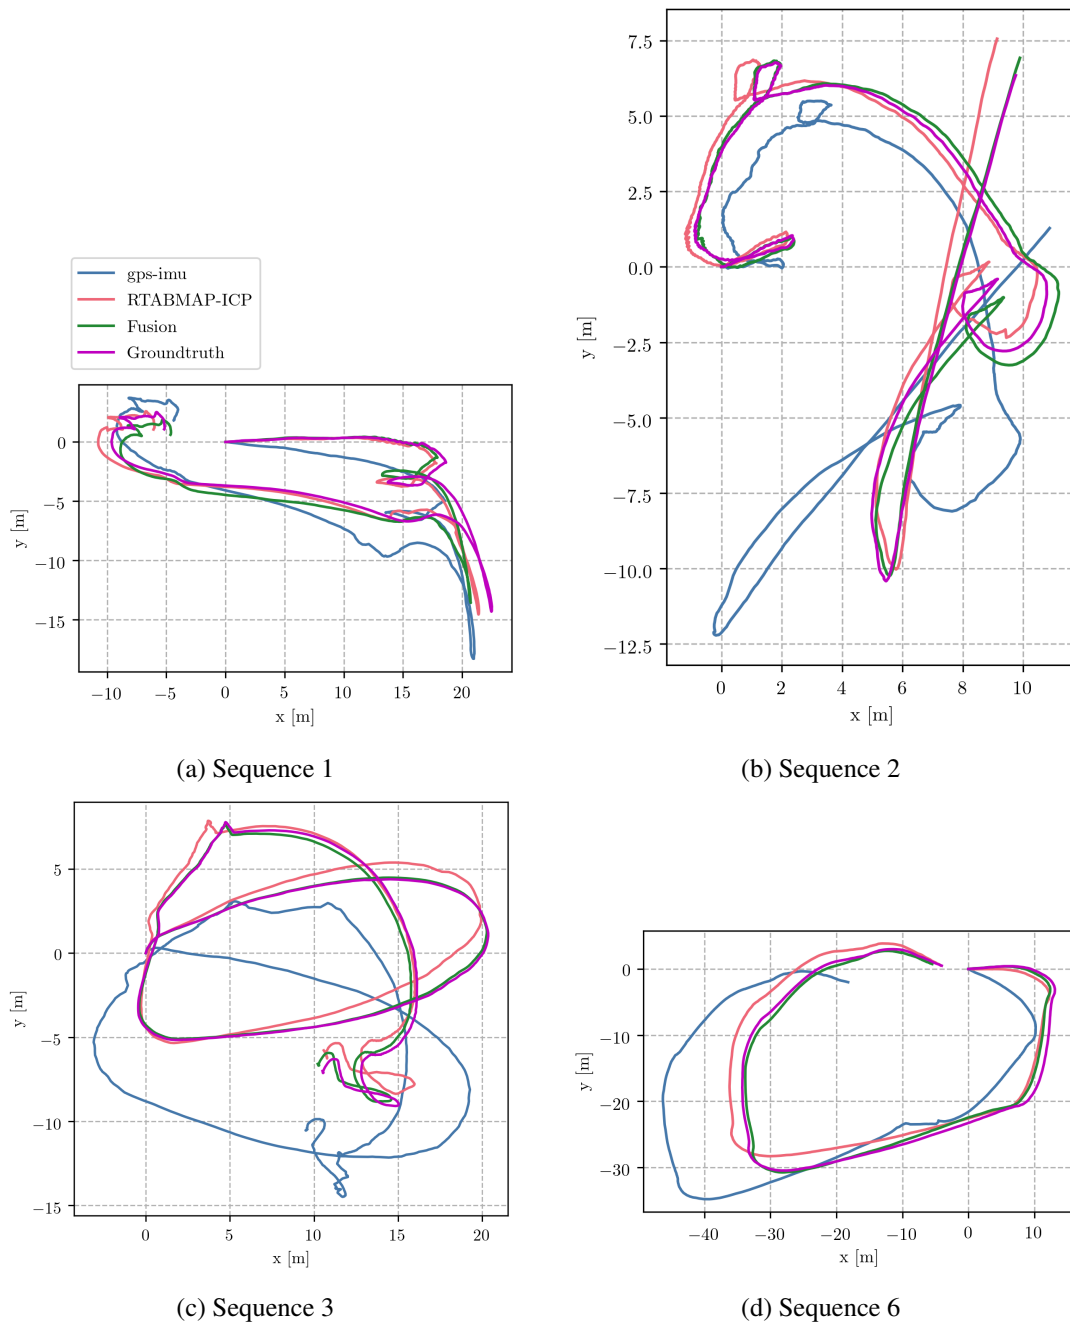 gps-imu
RTABMAP-ICP
Fusion
Groundtruth
0
−5
−10
−15
y [m]
−10 −5 0 5 10 15 20
x [m]
(a) Sequence 1
7.5
5.0
2.5
0.0
−2.5
−5.0
−7.5
−10.0
−12.5
y [m]
0 2 4 6 8 10
x [m]
(b) Sequence 2
5
0
−5
−10
−15
y [m]
0 5 10 15 20
x [m]
(c) Sequence 3
0
−10
−20
−30
y [m]
−40 −30 −20 −10 0 10
x [m]
(d) Sequence 6